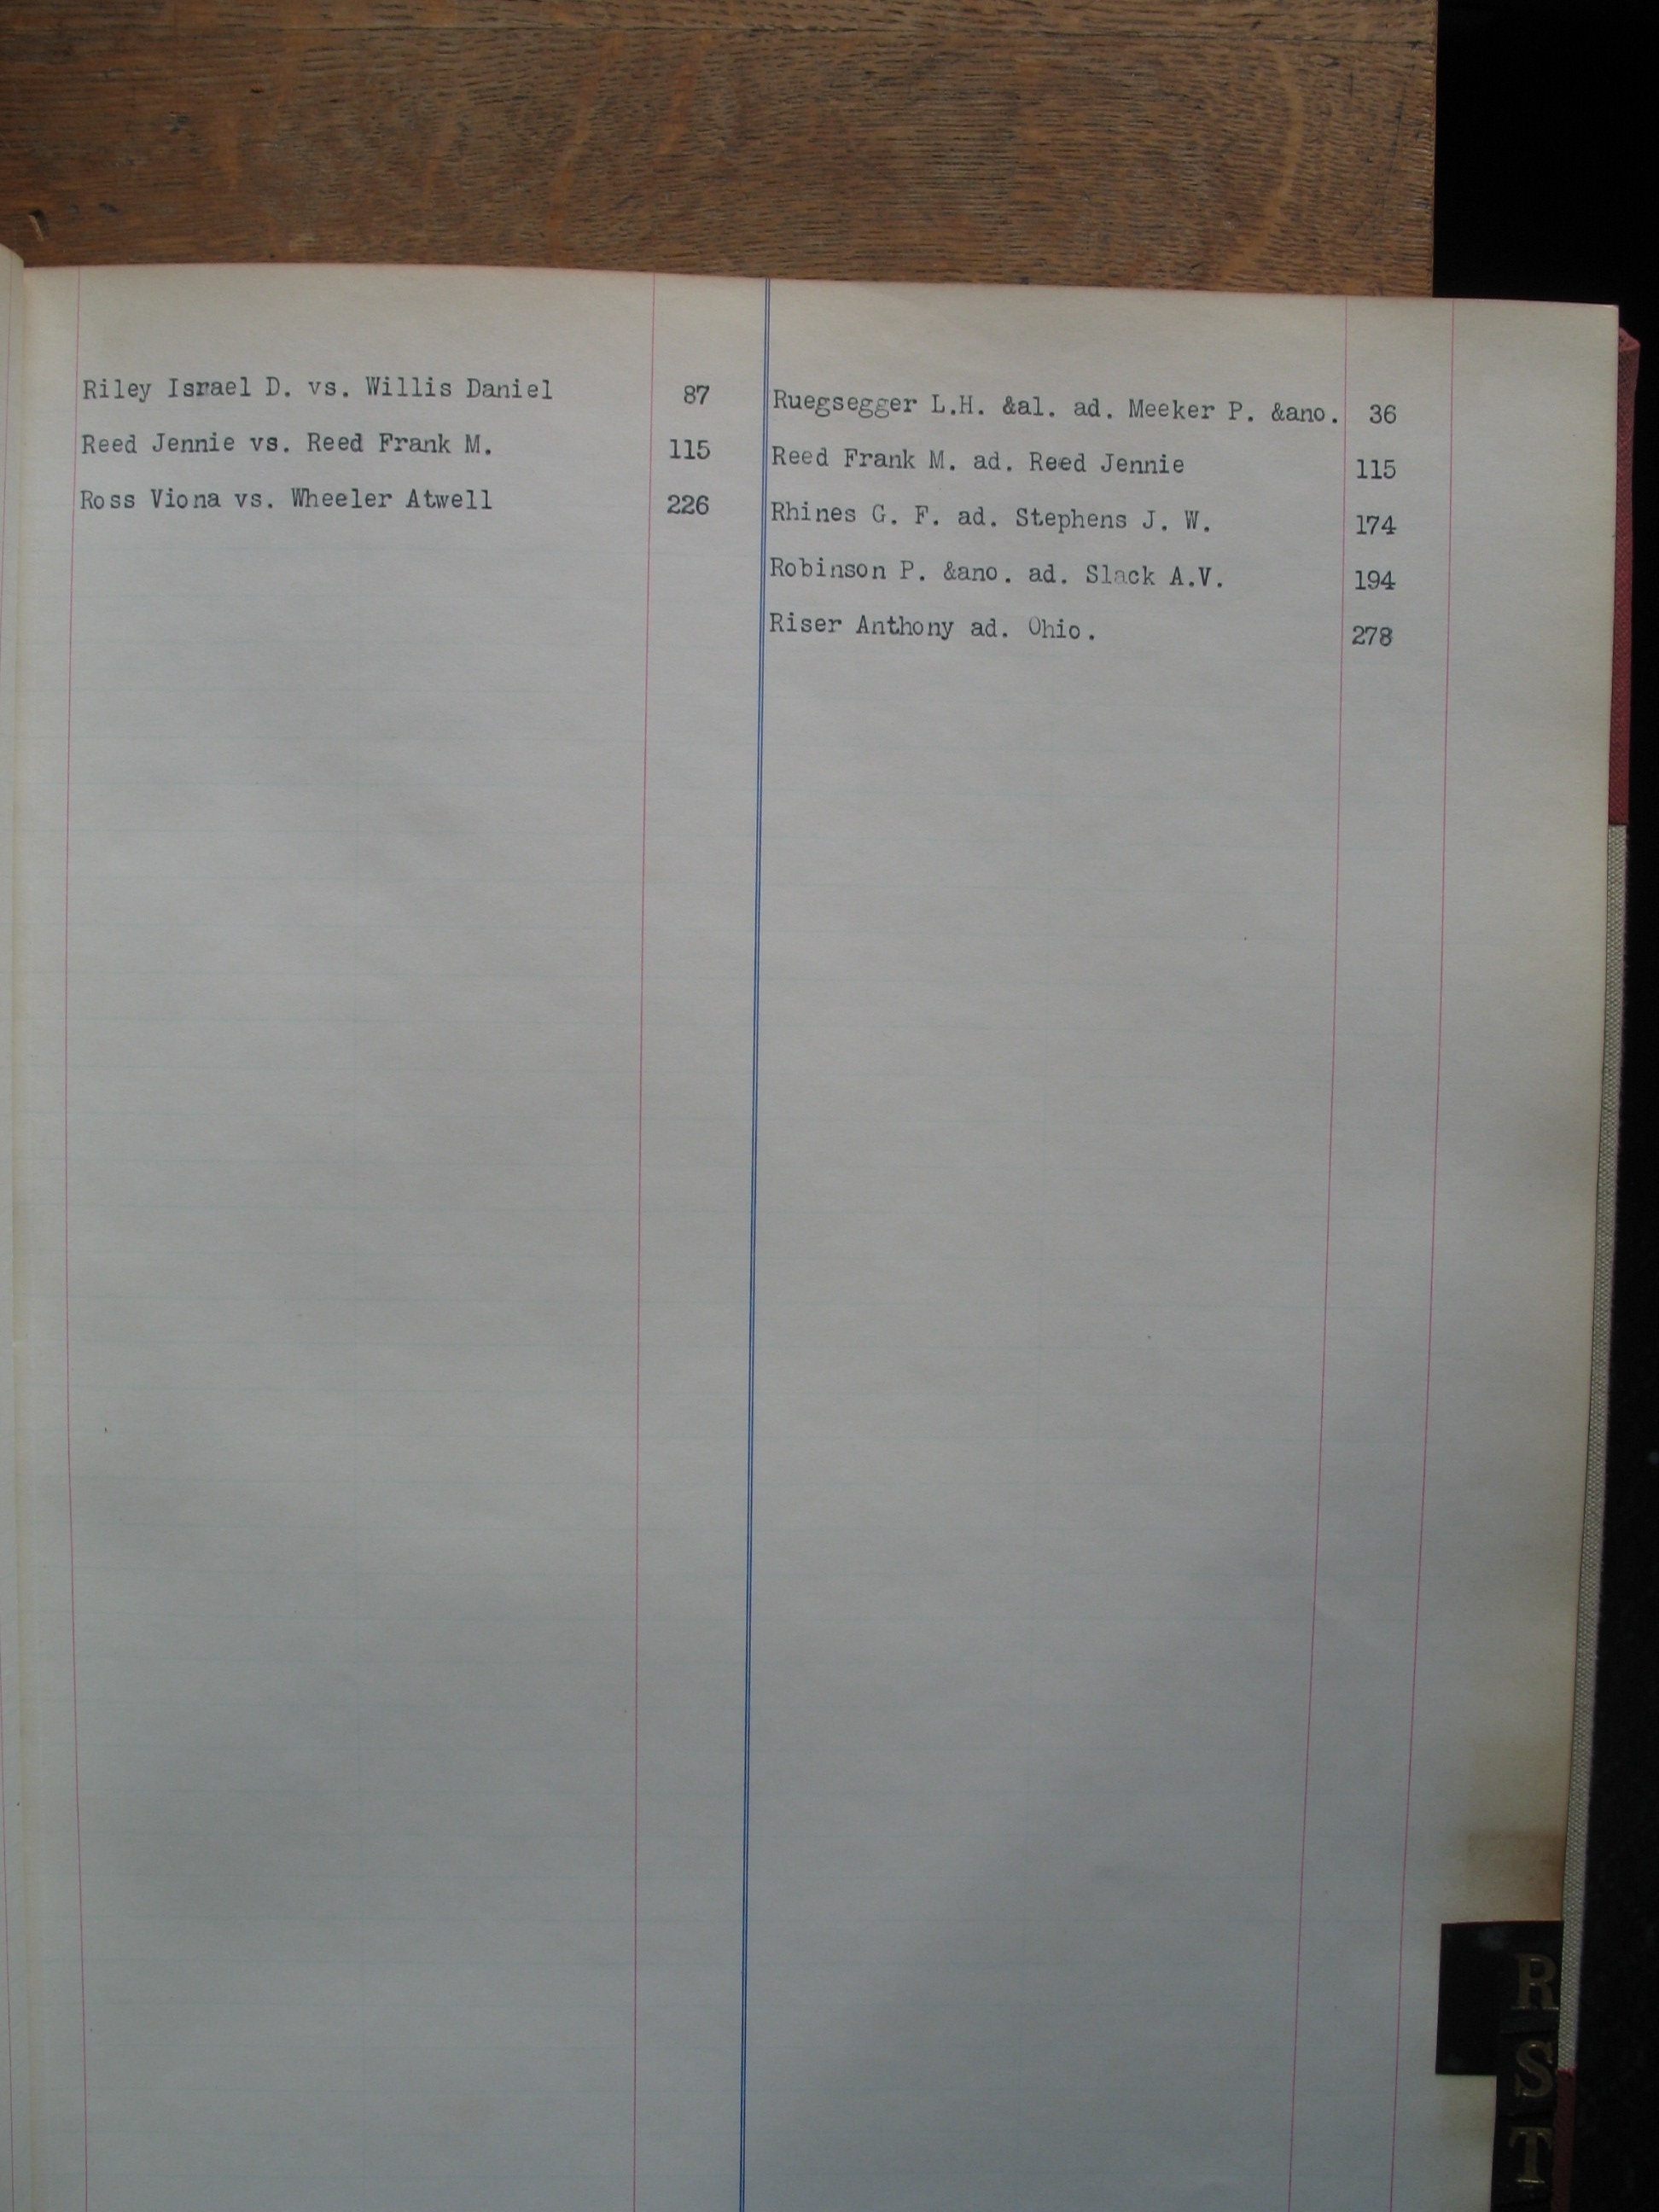 Riley Israel D. vs. Willis Daniel 87
Reed Jennie vs. Reed Frank M. 115
Ross Viona vs. Wheeler Atwell 226
Ruegsegger L.H. &al. ad. Meeker P. &ano. 36
Reed Frank M. ad. Reed Jennie 115
Rhines G. F. ad. Stephens J. W. 174
Robinson P. &ano. ad. Slack A.V. 194
Riser Anthony ad. Ohio. 278
R
S
T